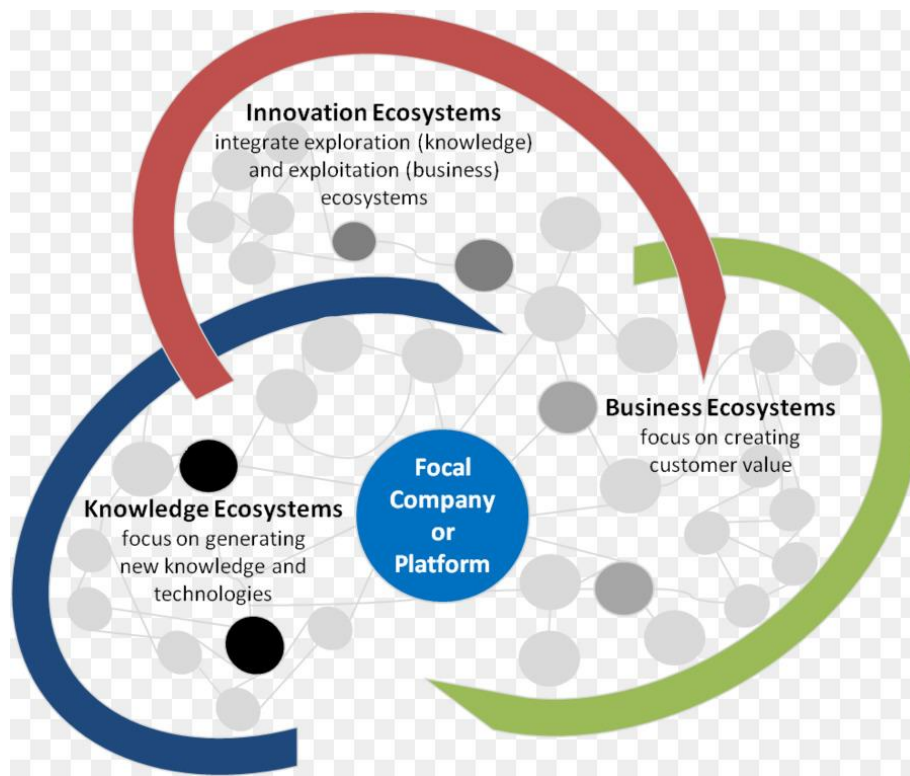 Innovation Ecosystems
integrate exploration (knowledge)
and exploitation (business)
ecosystems
Business Ecosystems
focus on creating
customer value
Focal
Company
or
Platform
Knowledge Ecosystems
focus on generating
new knowledge and
technologies